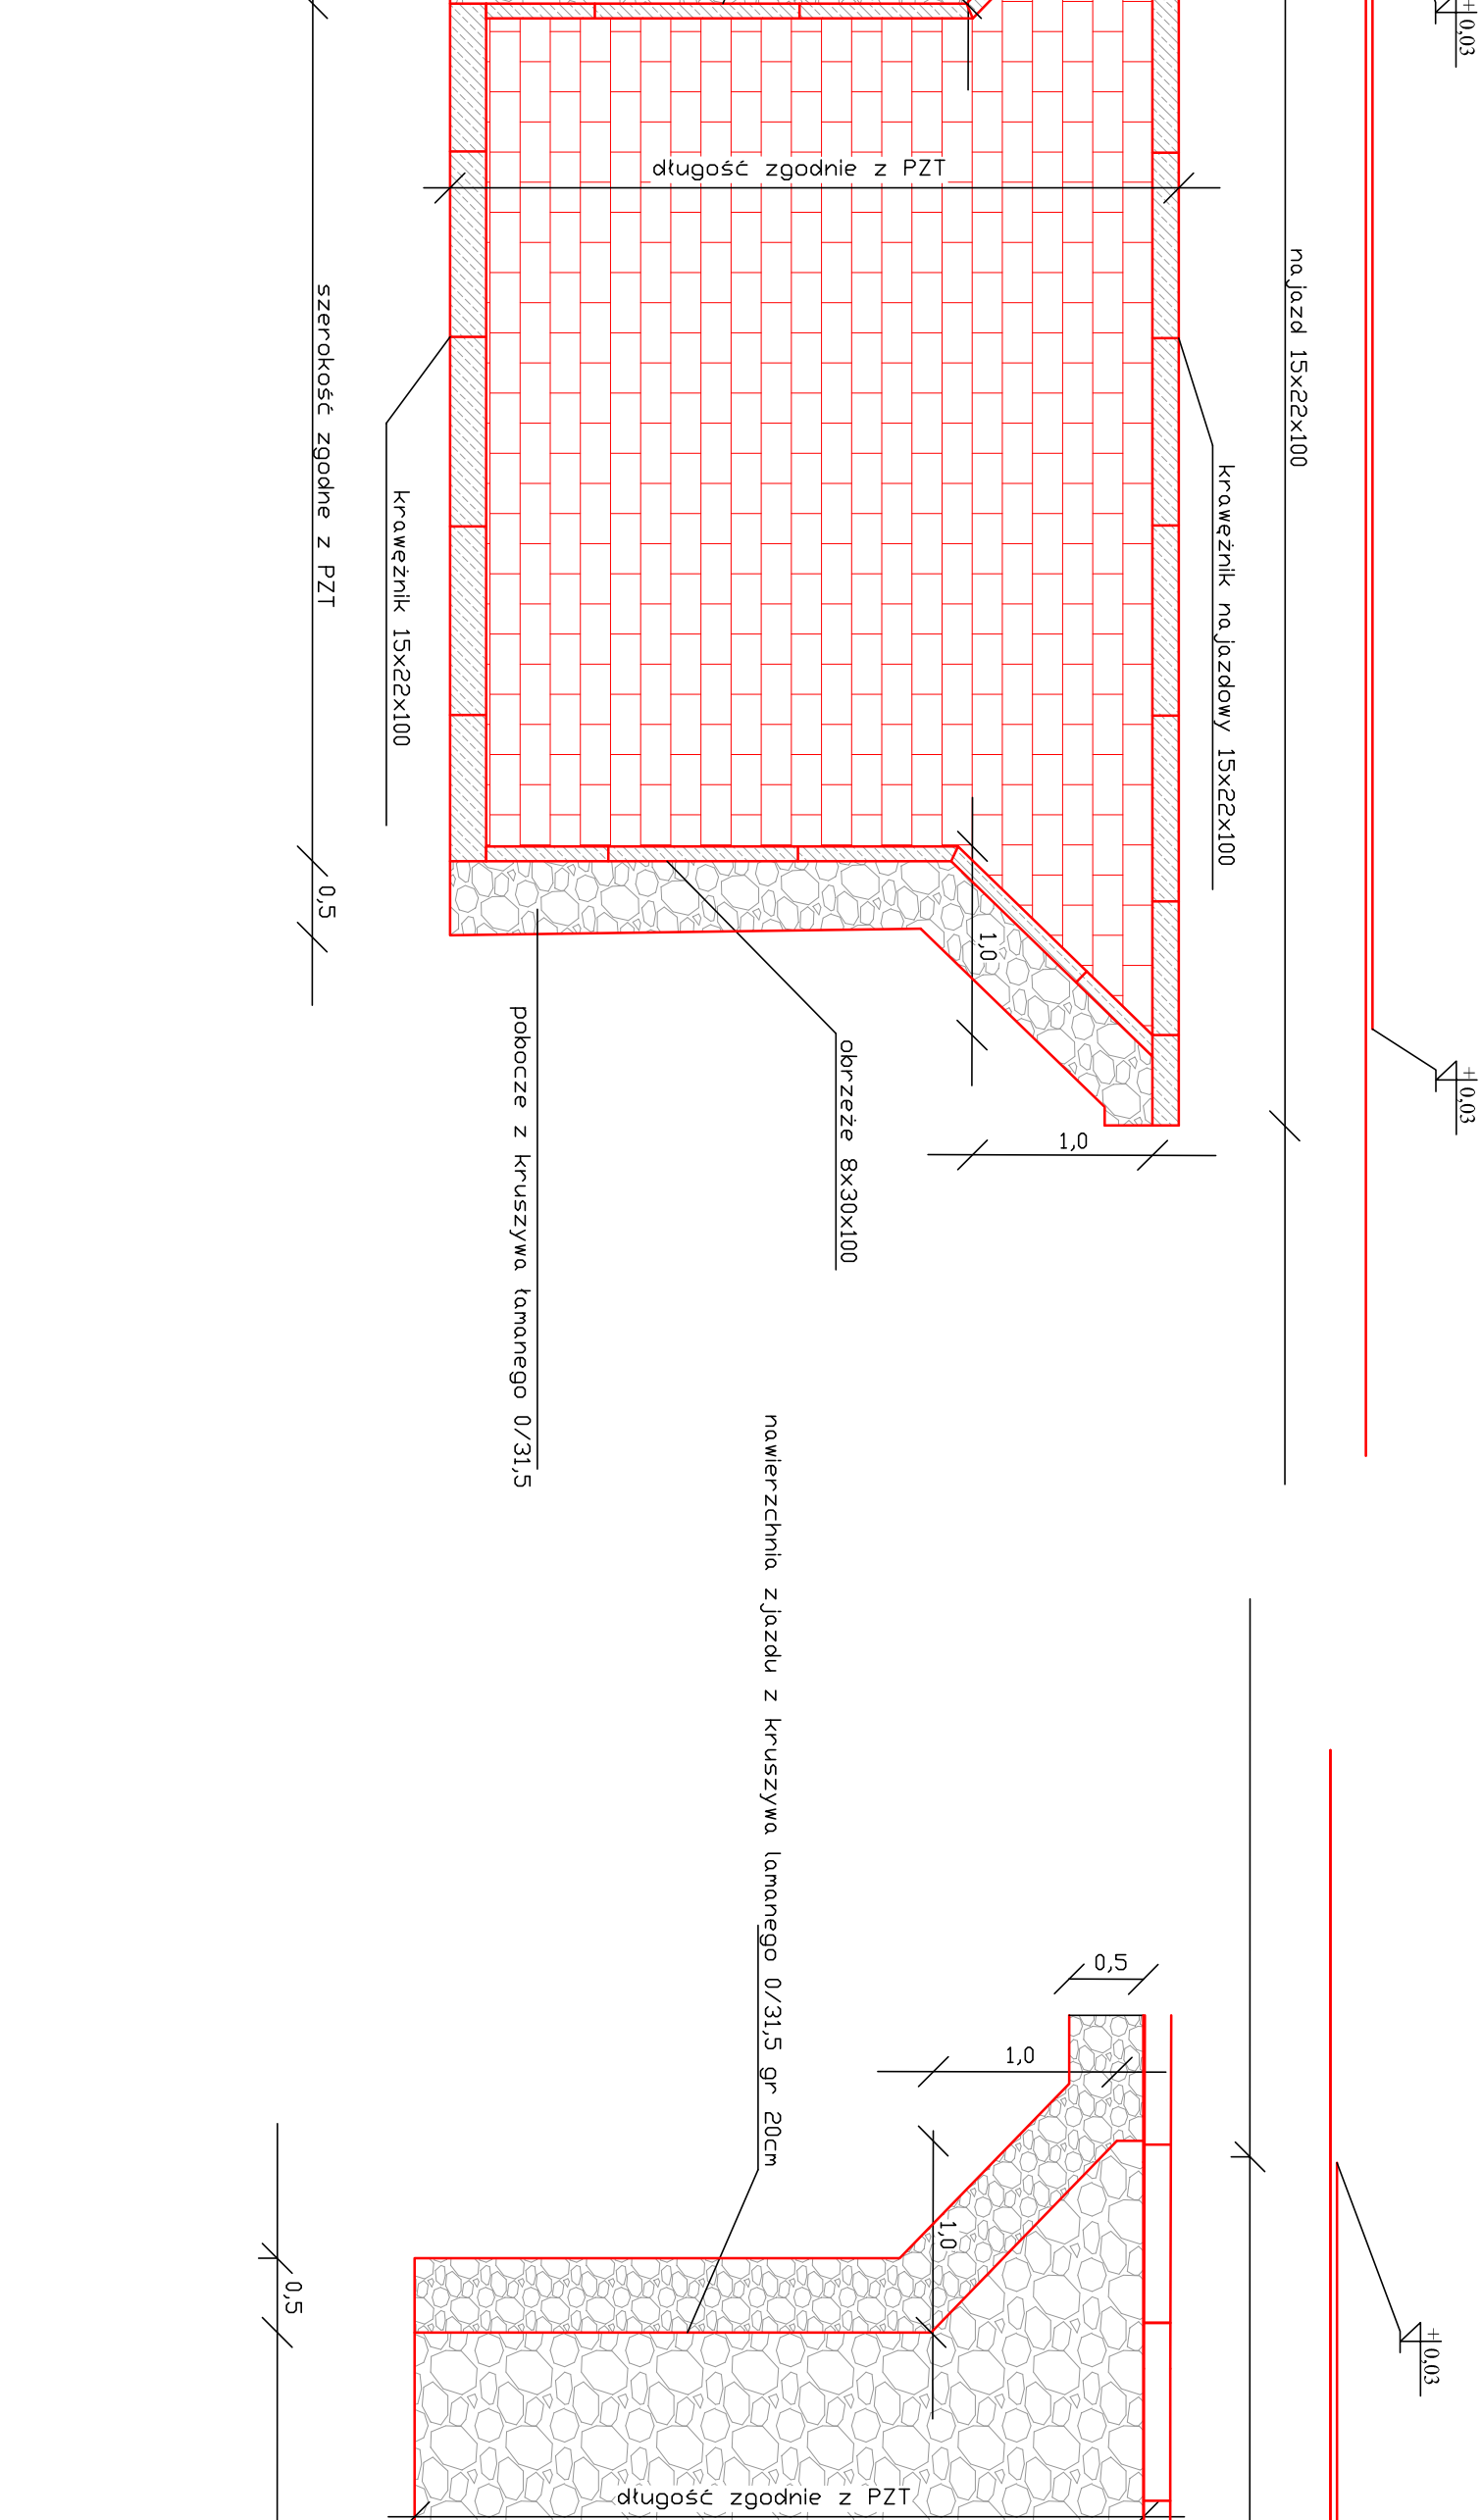 +0,03
długość zgodnie z PZT
najazd 15x22x100
szerokość zgodne z PZT
krawężnik 15x22x100
krawężnik najazdowy 15x22x100
0,5
1,0
1,0
+0,03
pobocze z kruszywa łamanego 0/31,5
obrzeże 8x30x100
nawierzchnia zjazdu z kruszywa lamanego 0/31,5 gr 20cm
0,5
1,0
1,0
0,5
+0,03
długość zgodnie z PZT